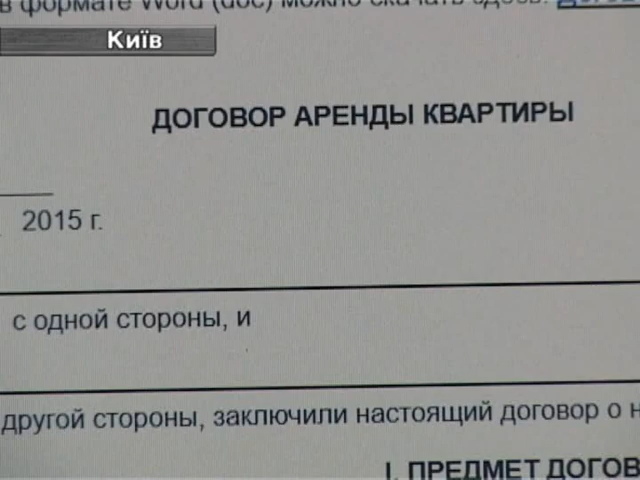 в формате Word (doc) можно скачать здесь:
Київ
ДОГОВОР АРЕНДЫ КВАРТИРЫ
2015 г.
с одной стороны, и
другой стороны, заключили настоящий договор о
I. ПРЕДМЕТ